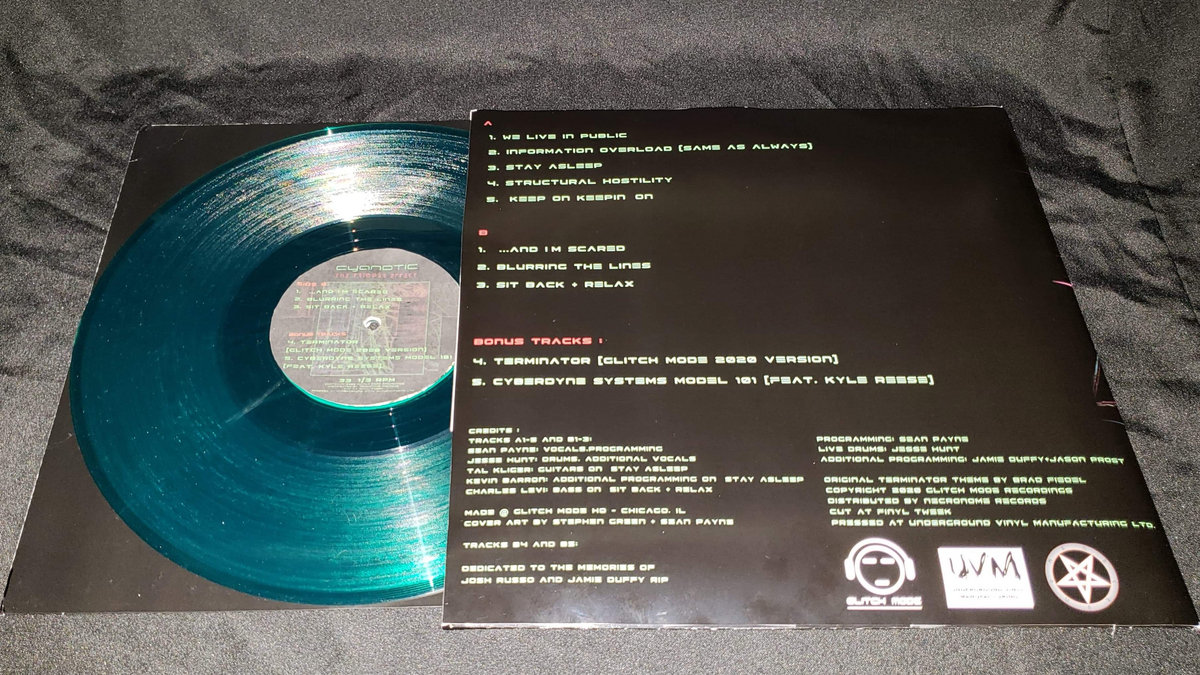 CYANOTIC
SIDE B:
1. ...AND I'M SCARED
2. BLURRING THE LINES
3. SIT BACK + RELAX
BONUS TRACKS
4. TERMINATOR
[GLITCH MODE 2020 VERSION]
5. CYBERDYNE SYSTEMS MODEL 101
[FEAT. KYLE REESE]
33 1/3 RPM
A
1. WE LIVE IN PUBLIC
2. INFORMATION OVERLOAD [SAME AS ALWAYS]
3. STAY ASLEEP
4. STRUCTURAL HOSTILITY
5. KEEP ON KEEPIN ON
B
1. ...AND I M SCARED
2. BLURRING THE LINES
3. SIT BACK + RELAX
BONUS TRACKS :
4. TERMINATOR [GLITCH MODE 2020 VERSION]
5. CYBERDYNE SYSTEMS MODEL 101 [FEAT. KYLE REESE]
CREDITS :
TRACKS A1-5 AND B1-3:
SEAN PAYNE: VOCALS,PROGRAMMING
JESSE HUNT: DRUMS, ADDITIONAL VOCALS
TAL KLIGER: GUITARS ON STAY ASLEEP
KEVIN BARRON: ADDITIONAL PROGRAMMING ON STAY ASLEEP
CHARLES LEVI: BASS ON SIT BACK + RELAX
MADE @ GLITCH MODE HQ - CHICAGO, IL
COVER ART BY STEPHEN GREEN + SEAN PAYNE
TRACKS B4 AND B5:
DEDICATED TO THE MEMORIES OF
JOSH RUSSO AND JAMIE DUFFY RIP
PROGRAMMING: SEAN PAYNE
LIVE DRUMS: JESSE HUNT
ADDITIONAL PROGRAMMING: JAMIE DUFFY+JASON PROST
ORIGINAL TERMINATOR THEME BY BRAD FIEDEL
COPYRIGHT 2020 GLITCH MODE RECORDINGS
DISTRIBUTED BY NECRONOME RECORDS
CUT AT FINYL TWEEK
PRESSED AT UNDERGROUND VINYL MANUFACTURING LTD.
GLITCH MODE
UVM
UNDERGROUND VINYL
MANUFACTURING